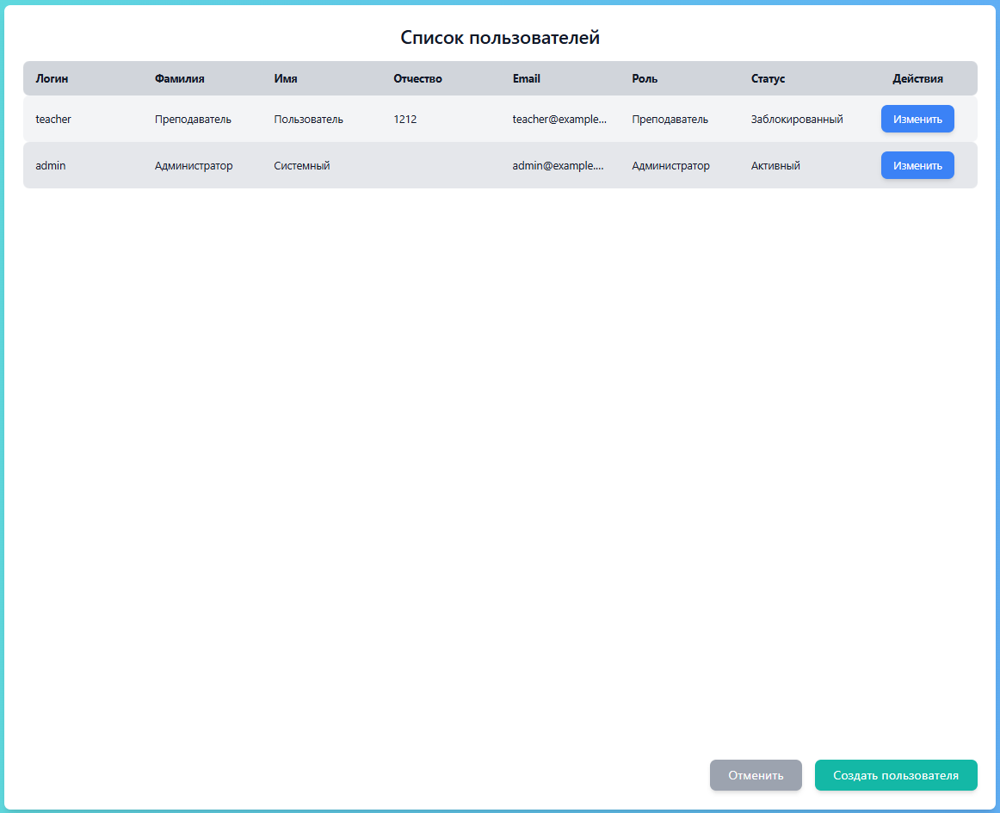 Список пользователей
Логин Фамилия Имя Отчество Email Роль Статус Действия
teacher Преподаватель Пользователь 1212 teacher@example... Преподаватель Заблокированный Изменить
admin Администратор Системный admin@example.... Администратор Активный Изменить
Отменить Создать пользователя